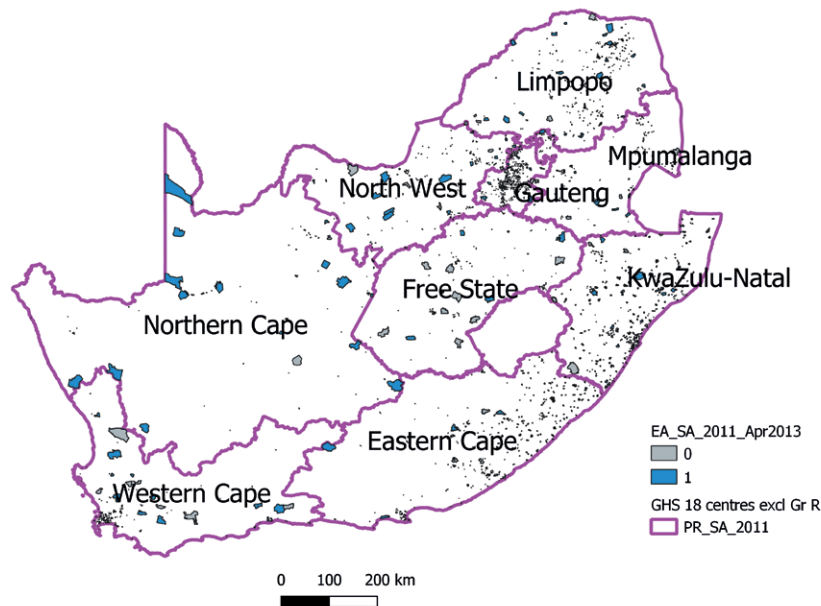 Limpopo
Mpumalanga
North West
Gauteng
KwaZulu-Natal
Free State
Northern Cape
Eastern Cape
Western Cape
EA_SA_2011_Apr2013
0
1
GHS 18 centres excl Gr R
PR_SA_2011
0 100 200 km